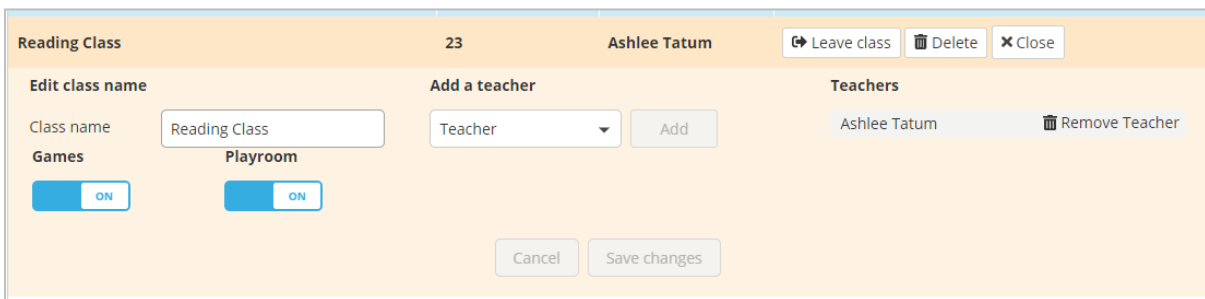 Reading Class 23 Ashlee Tatum Leave class Delete Close
Edit class name Add a teacher Teachers
Class name Reading Class Teacher Add Ashlee Tatum Remove Teacher
Games Playroom
ON ON
Cancel Save changes